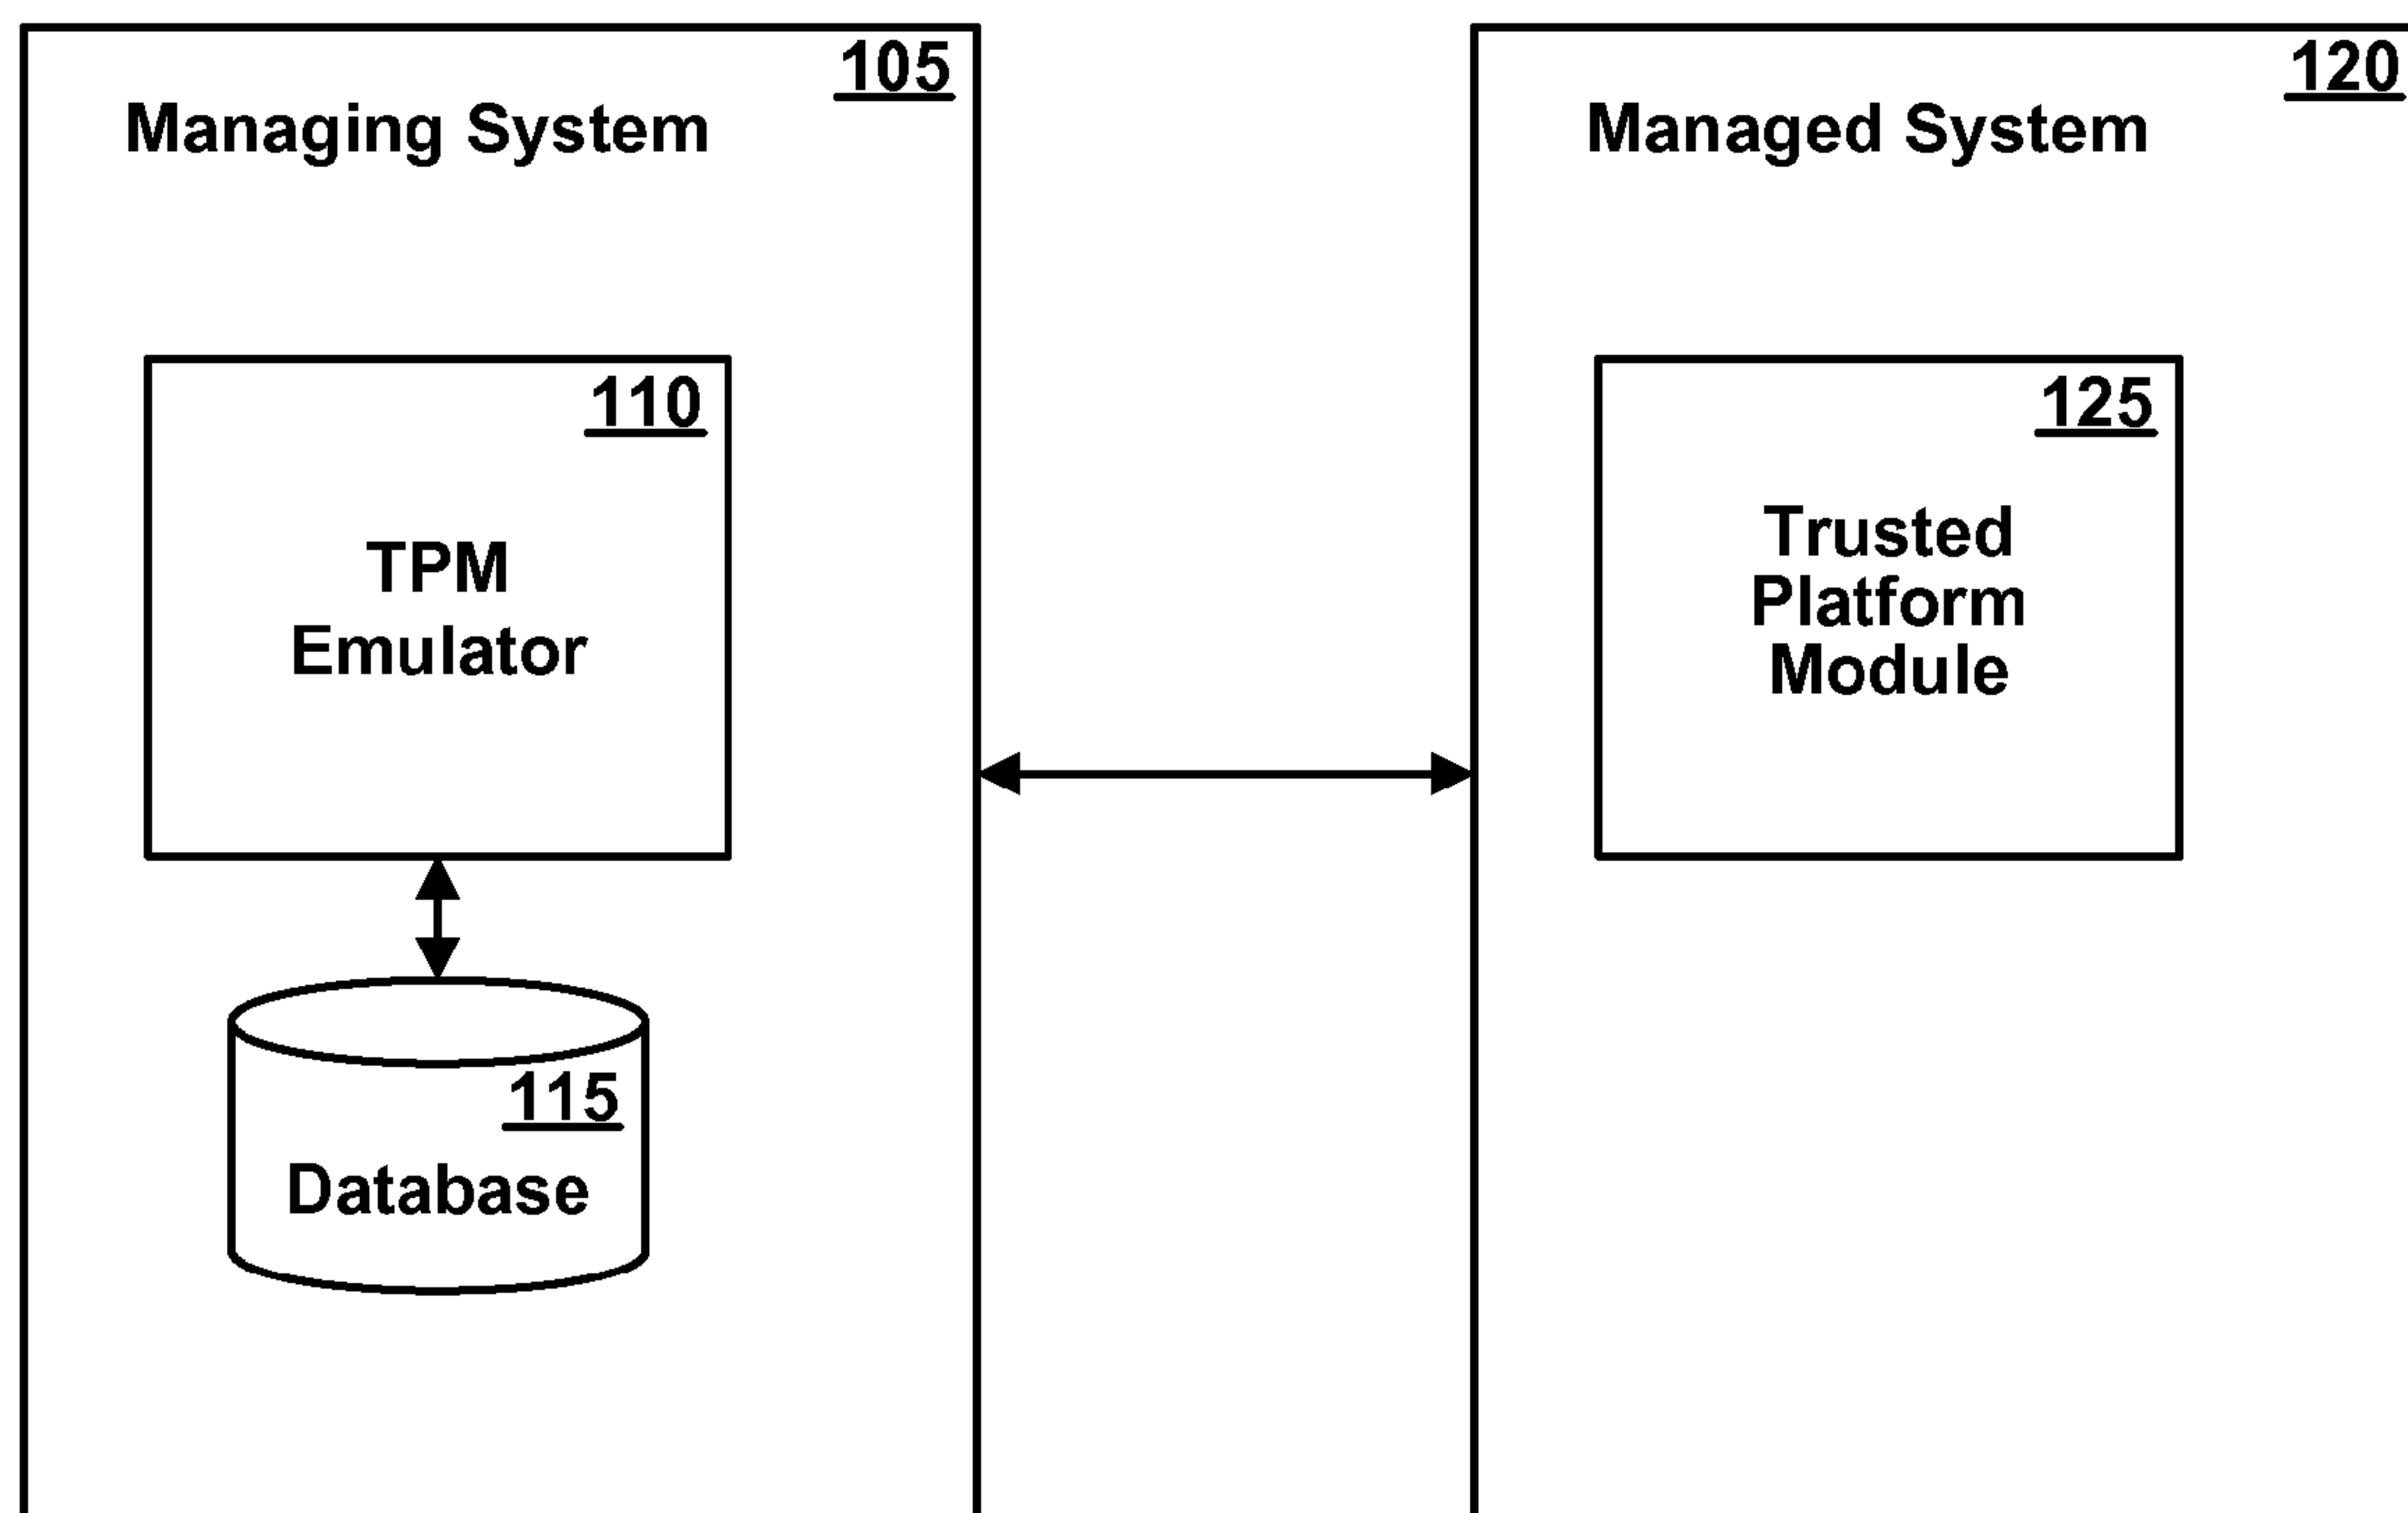 105
Managing System
110
TPM
Emulator
115
Database
120
Managed System
125
Trusted
Platform
Module